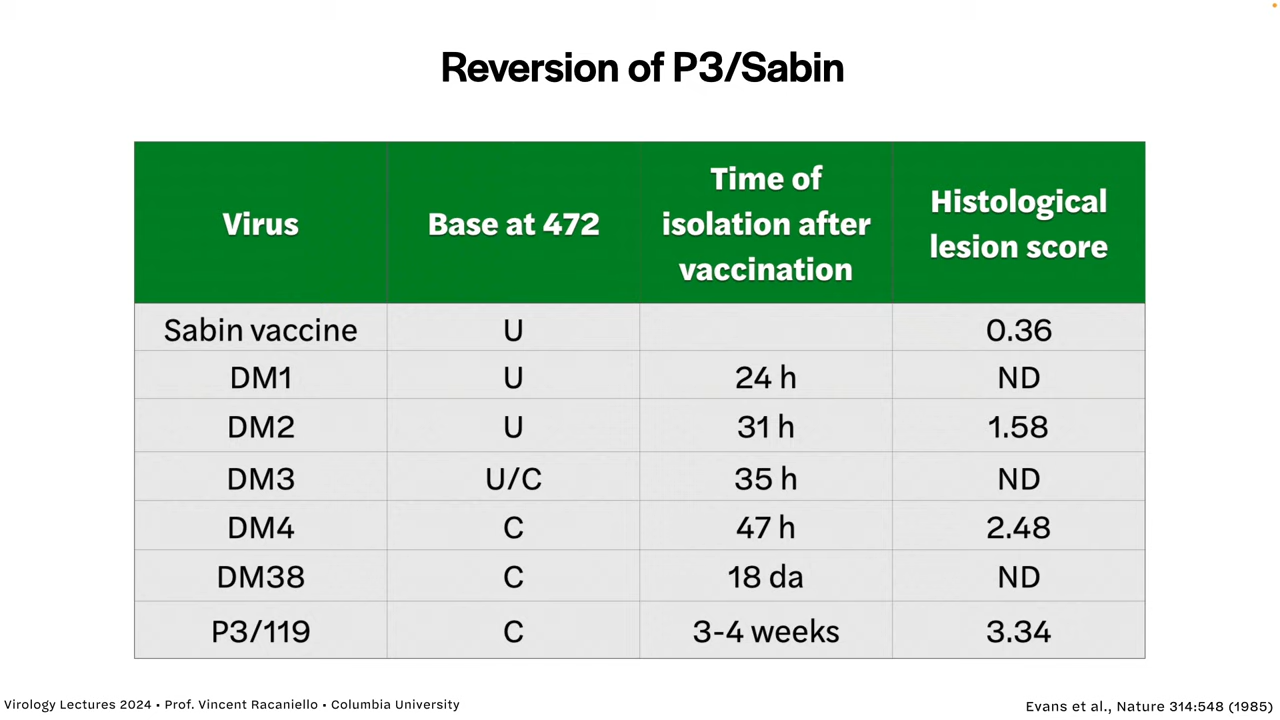 Reversion of P3/Sabin
Virus
Base at 472
Time of
isolation after
vaccination
Histological
lesion score
Sabin vaccine U 0.36
DM1 U 24 h ND
DM2 U 31 h 1.58
DM3 U/C 35 h ND
DM4 C 47 h 2.48
DM38 C 18 da ND
P3/119 C 3-4 weeks 3.34
Virology Lectures 2024 • Prof. Vincent Racaniello • Columbia University
Evans et al., Nature 314:548 (1985)